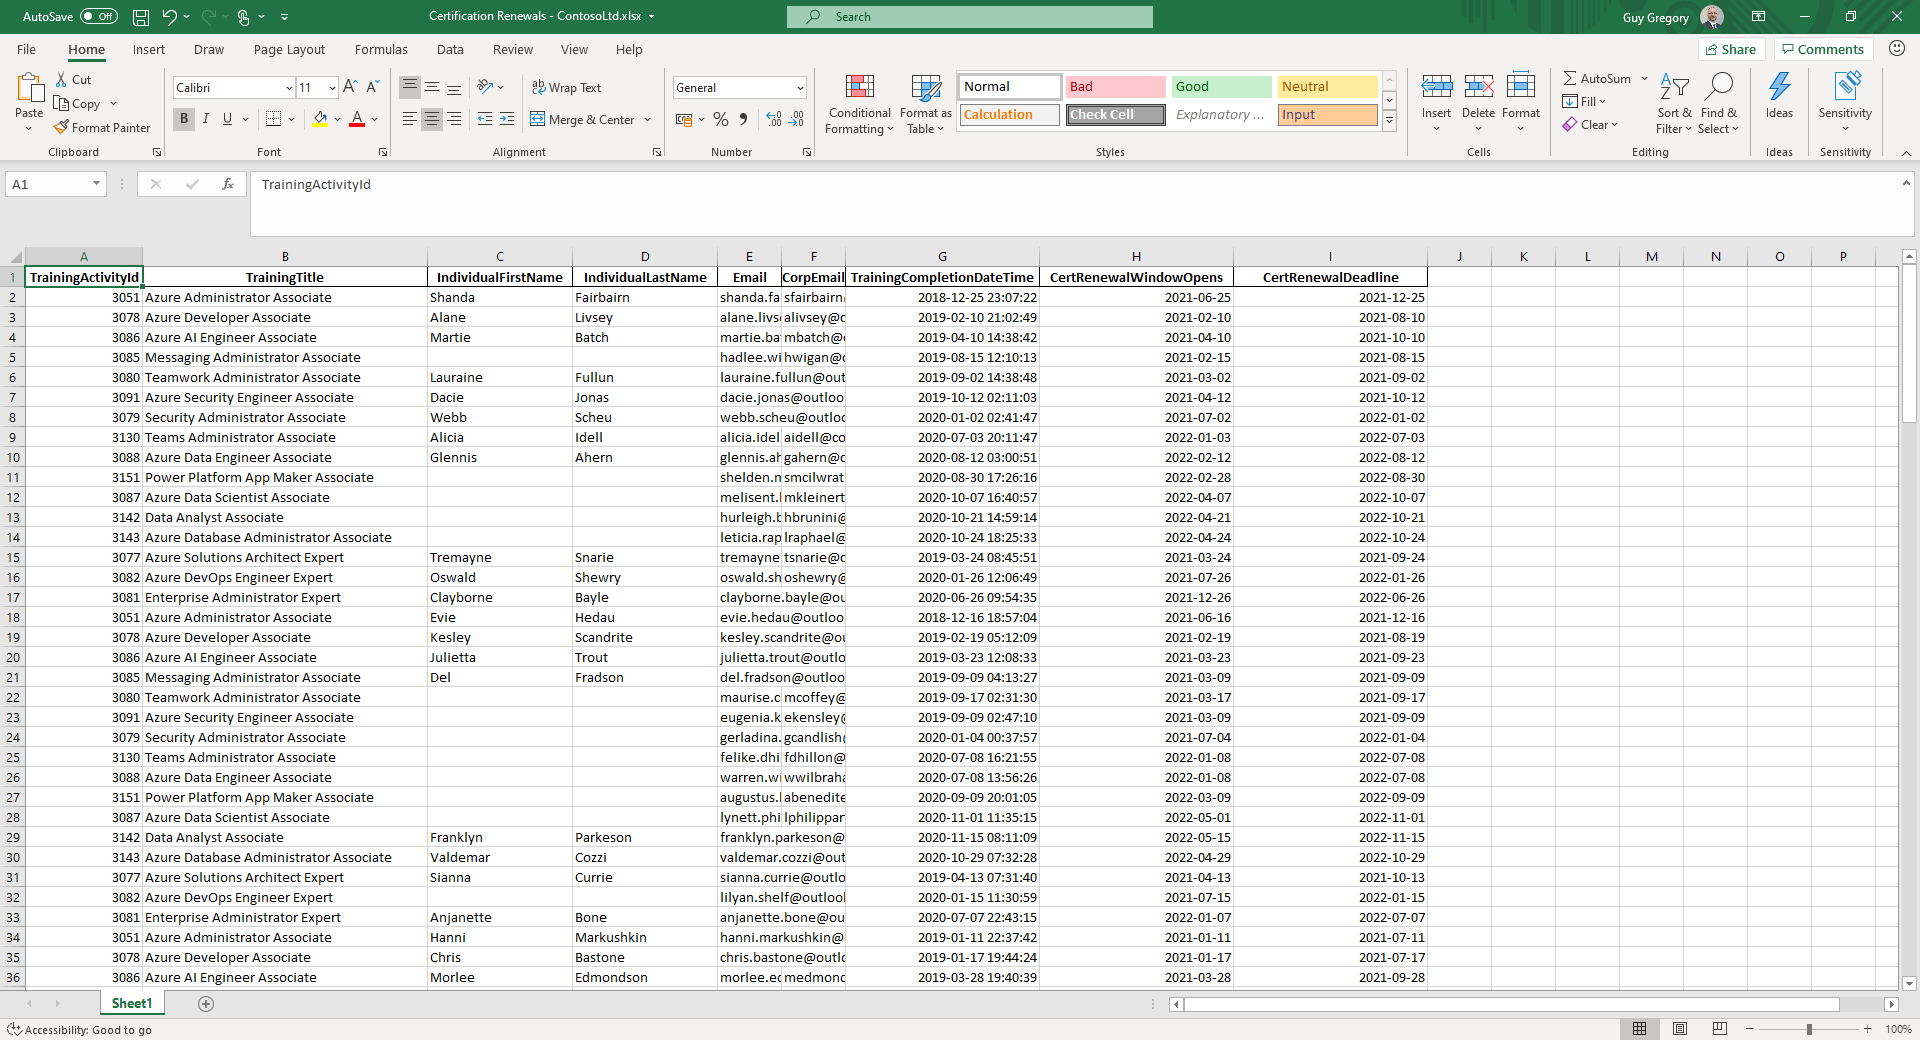 AutoSave Off Certification Renewals - ContosoLtd.xlsx Search Guy Gregory
File Home Insert Draw Page Layout Formulas Data Review View Help Share Comments
Paste Cut Copy Format Painter Clipboard
Calibri 11 A A B I U A Font
Wrap Text Merge & Center Alignment
General % Number
Conditional Formatting Format as Table
Normal Bad Good Neutral
Calculation Check Cell Explanatory ... Input
Styles
Insert Delete Format Cells
AutoSum Fill Clear Sort & Filter Find & Select Editing
Ideas Ideas
Sensitivity Sensitivity
A1 fx TrainingActivityId
A B C D E F G H I J K L M N O P
1 TrainingActivityId TrainingTitle IndividualFirstName IndividualLastName Email CorpEmail TrainingCompletionDateTime CertRenewalWindowOpens CertRenewalDeadline
2 3051 Azure Administrator Associate Shanda Fairbairn shanda.fa sfairbairn 2018-12-25 23:07:22 2021-06-25 2021-12-25
3 3078 Azure Developer Associate Alane Livsey alane.livs alivsey@c 2019-02-10 21:02:49 2021-02-10 2021-08-10
4 3086 Azure AI Engineer Associate Martie Batch martie.ba mbatch@ 2019-04-10 14:38:42 2021-04-10 2021-10-10
5 3085 Messaging Administrator Associate hadlee.wi hwigan@c 2019-08-15 12:10:13 2021-02-15 2021-08-15
6 3080 Teamwork Administrator Associate Lauraine Fullun lauraine.fullun@out 2019-09-02 14:38:48 2021-03-02 2021-09-02
7 3091 Azure Security Engineer Associate Dacie Jonas dacie.jonas@outloo 2019-10-12 02:11:03 2021-04-12 2021-10-12
8 3079 Security Administrator Associate Webb Scheu webb.scheu@outloo 2020-01-02 02:41:47 2021-07-02 2022-01-02
9 3130 Teams Administrator Associate Alicia Idell alicia.idel aidell@co 2020-07-03 20:11:47 2022-01-03 2022-07-03
10 3088 Azure Data Engineer Associate Glennis Ahern glennis.ah gahern@c 2020-08-12 03:00:51 2022-02-12 2022-08-12
11 3151 Power Platform App Maker Associate shelden.m smcilwrat 2020-08-30 17:26:16 2022-02-28 2022-08-30
12 3087 Azure Data Scientist Associate melisent. mkleinert 2020-10-07 16:40:57 2022-04-07 2022-10-07
13 3142 Data Analyst Associate hurleigh.b hbrunini@ 2020-10-21 14:59:14 2022-04-21 2022-10-21
14 3143 Azure Database Administrator Associate leticia.rap lraphael@ 2020-10-24 18:25:33 2022-04-24 2022-10-24
15 3077 Azure Solutions Architect Expert Tremayne Snarie tremayne tsnarie@c 2019-03-24 08:45:51 2021-03-24 2021-09-24
16 3082 Azure DevOps Engineer Expert Oswald Shewry oswald.sh oshewry@ 2020-01-26 12:06:49 2021-07-26 2022-01-26
17 3081 Enterprise Administrator Expert Clayborne Bayle clayborne.bayle@ou 2020-06-26 09:54:35 2021-12-26 2022-06-26
18 3051 Azure Administrator Associate Evie Hedau evie.hedau@outloo 2018-12-16 18:57:04 2021-06-16 2021-12-16
19 3078 Azure Developer Associate Kesley Scandrite kesley.scandrite@ou 2019-02-19 05:12:09 2021-02-19 2021-08-19
20 3086 Azure AI Engineer Associate Julietta Trout julietta.trout@outlo 2019-03-23 12:08:33 2021-03-23 2021-09-23
21 3085 Messaging Administrator Associate Del Fradson del.fradson@outloo 2019-09-09 04:13:27 2021-03-09 2021-09-09
22 3080 Teamwork Administrator Associate maurise.c mcoffey@ 2019-09-17 02:31:30 2021-03-17 2021-09-17
23 3091 Azure Security Engineer Associate eugenia.k ekensley@ 2019-09-09 02:47:10 2021-03-09 2021-09-09
24 3079 Security Administrator Associate gerladina. gcandlish 2020-01-04 00:37:57 2021-07-04 2022-01-04
25 3130 Teams Administrator Associate felike.dhi fdhillon@ 2020-07-08 16:21:55 2022-01-08 2022-07-08
26 3088 Azure Data Engineer Associate warren.wi wwilbraha 2020-07-08 13:56:26 2022-01-08 2022-07-08
27 3151 Power Platform App Maker Associate augustus. abenedite 2020-09-09 20:01:05 2022-03-09 2022-09-09
28 3087 Azure Data Scientist Associate lynett.phi lphilippar 2020-11-01 11:35:15 2022-05-01 2022-11-01
29 3142 Data Analyst Associate Franklyn Parkeson franklyn.parkeson@ 2020-11-15 08:11:09 2022-05-15 2022-11-15
30 3143 Azure Database Administrator Associate Valdemar Cozzi valdemar.cozzi@out 2020-10-29 07:32:28 2022-04-29 2022-10-29
31 3077 Azure Solutions Architect Expert Sianna Currie sianna.currie@outlo 2019-04-13 07:31:40 2021-04-13 2021-10-13
32 3082 Azure DevOps Engineer Expert lilyan.shelf@outlool 2020-01-15 11:30:59 2021-07-15 2022-01-15
33 3081 Enterprise Administrator Expert Anjanette Bone anjanette.bone@ou 2020-07-07 22:43:15 2022-01-07 2022-07-07
34 3051 Azure Administrator Associate Hanni Markushkin hanni.markushkin@ 2019-01-11 22:37:42 2021-01-11 2021-07-11
35 3078 Azure Developer Associate Chris Bastone chris.bastone@outlo 2019-01-17 19:44:24 2021-01-17 2021-07-17
36 3086 Azure AI Engineer Associate Morlee Edmondson morlee.ec medmonc 2019-03-28 19:40:39 2021-03-28 2021-09-28
Sheet1
Accessibility: Good to go 100%